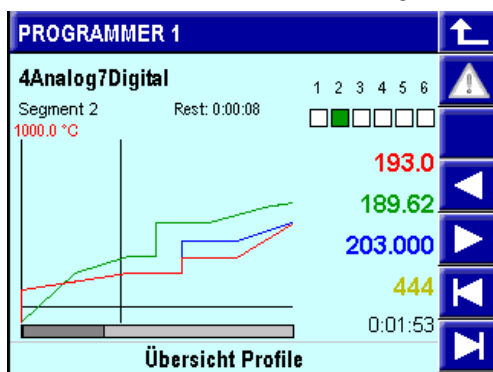 PROGRAMMER 1
4Analog7Digital
1 2 3 4 5 6
Segment 2 Rest: 0:00:08
1000.0 °C
193.0
189.62
203.000
444
0:01:53
Übersicht Profile